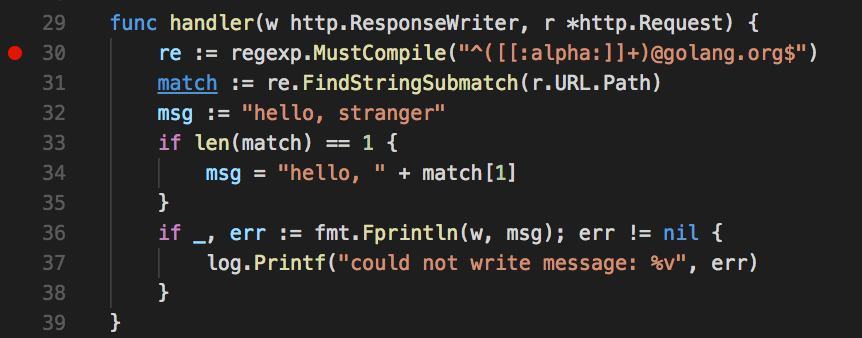 29 func handler(w http.ResponseWriter, r *http.Request) {
30     re := regexp.MustCompile("^([[:alpha:]]+)@golang.org$")
31     match := re.FindStringSubmatch(r.URL.Path)
32     msg := "hello, stranger"
33     if len(match) == 1 {
34         msg = "hello, " + match[1]
35     }
36     if _, err := fmt.Fprintln(w, msg); err != nil {
37         log.Printf("could not write message: %v", err)
38     }
39 }